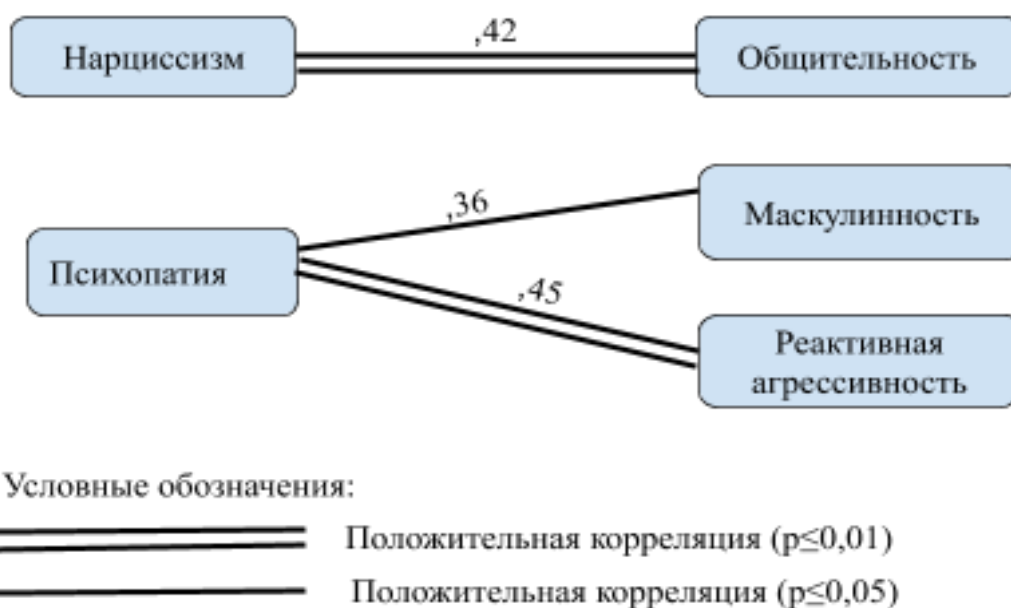 ,42
Нарциссизм
Общительность
,36
Маскулинность
Психопатия
,45
Реактивная
агрессивность
Условные обозначения:
Положительная корреляция (p≤0,01)
Положительная корреляция (p≤0,05)